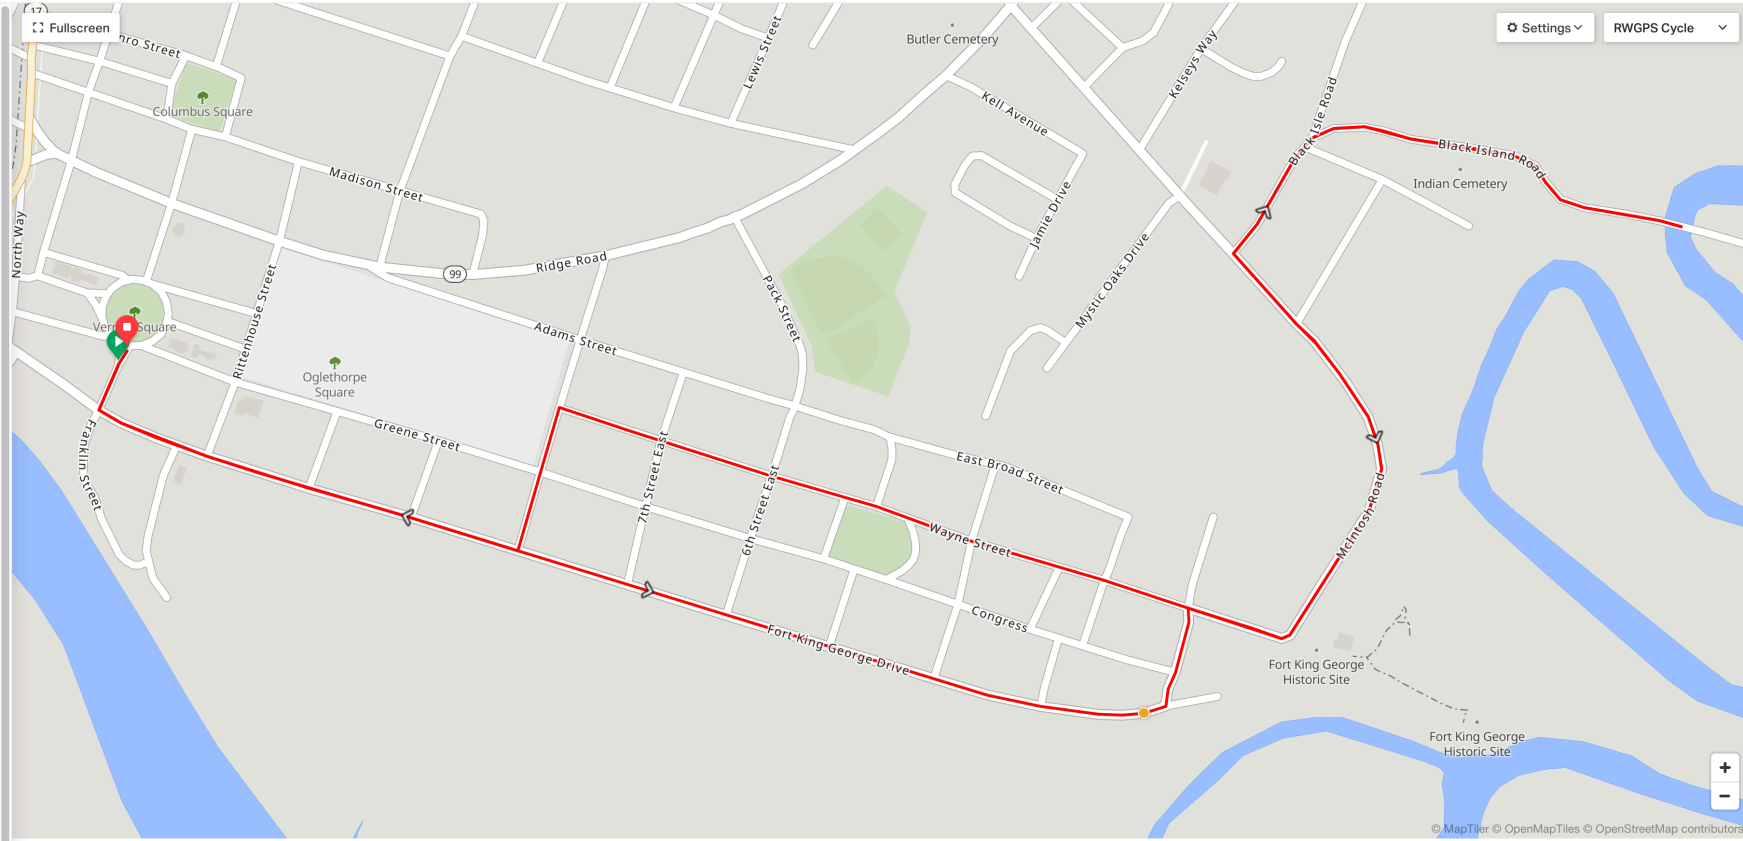 17
Fullscreen
Settings
RWGPS Cycle
Butler Cemetery
Lewis Street
Kelseys Way
Columbus Square
Kell Avenue
Black Isle Road
Black Island Road
Indian Cemetery
Madison Street
North Way
Jamie Drive
Mystic Oaks Drive
99
Ridge Road
Rittenhouse Street
Pack Street
Square
Adams Street
Oglethorpe
Square
Greene Street
Franklin Street
7th Street East
6th Street East
East Broad Street
McIntosh Road
Wayne Street
Congress
Fort King George Drive
Fort King George
Historic Site
Fort King George
Historic Site
+
−
© MapTiler © OpenMapTiles © OpenStreetMap contributors